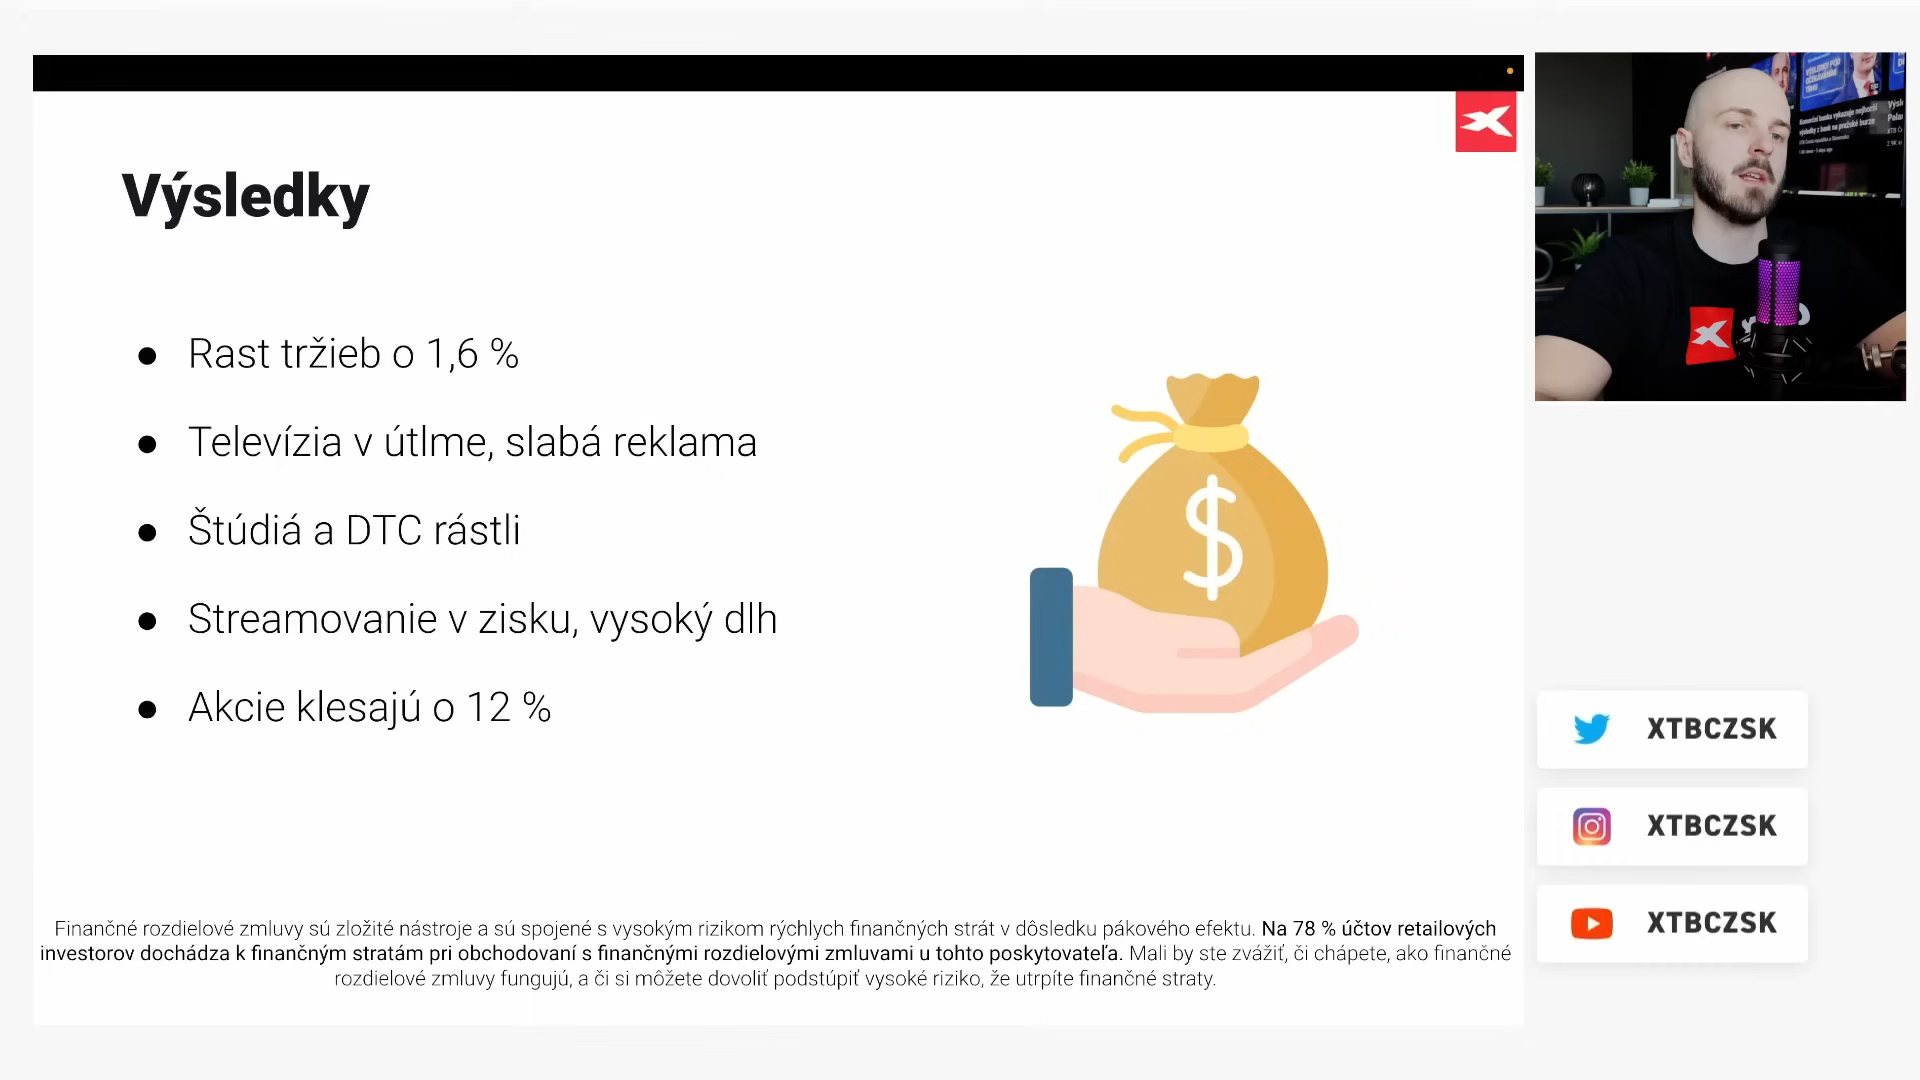 Výsledky
● Rast tržieb o 1,6 %
● Televízia v útlme, slabá reklama
● Štúdiá a DTC rástli
● Streamovanie v zisku, vysoký dlh
● Akcie klesajú o 12 %
$
Finančné rozdielové zmluvy sú zložité nástroje a sú spojené s vysokým rizikom rýchlych finančných strát v dôsledku pákového efektu. Na 78 % účtov retailových
investorov dochádza k finančným stratám pri obchodovaní s finančnými rozdielovými zmluvami u tohto poskytovateľa. Mali by ste zvážiť, či chápete, ako finančné
rozdielové zmluvy fungujú, a či si môžete dovoliť podstúpiť vysoké riziko, že utrpíte finančné straty.
XTBCZSK
XTBCZSK
XTBCZSK